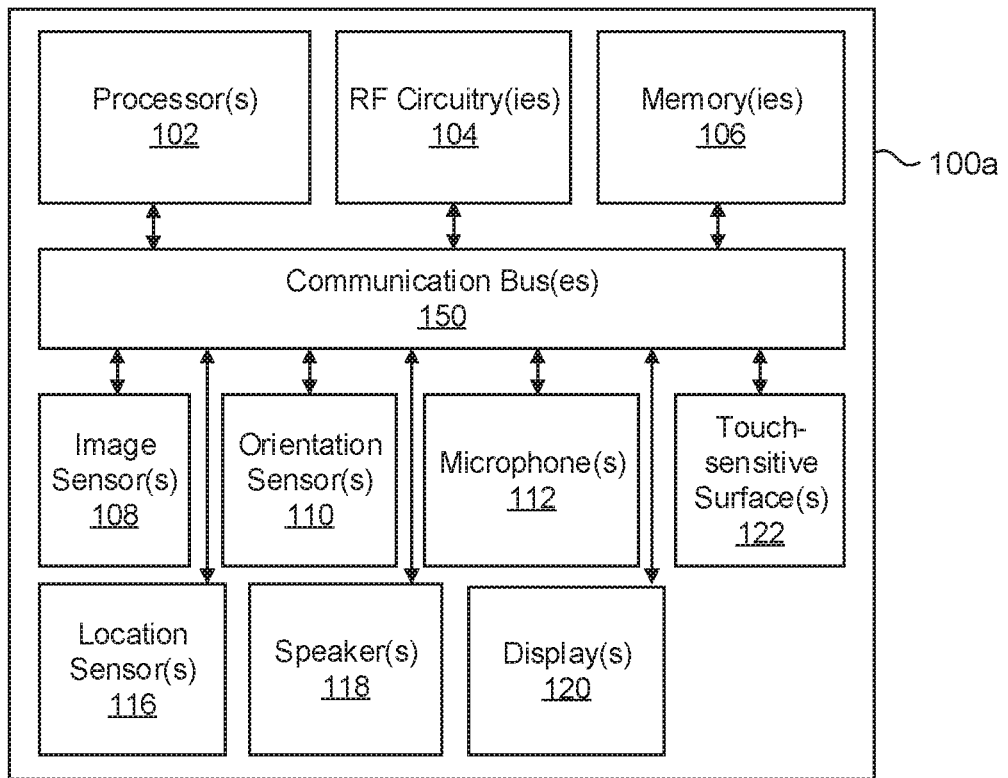 Processor(s)
102
RF Circuitry(ies)
104
Memory(ies)
106
100a
Communication Bus(es)
150
Image
Sensor(s)
108
Orientation
Sensor(s)
110
Microphone(s)
112
Touch-
sensitive
Surface(s)
122
Location
Sensor(s)
116
Speaker(s)
118
Display(s)
120